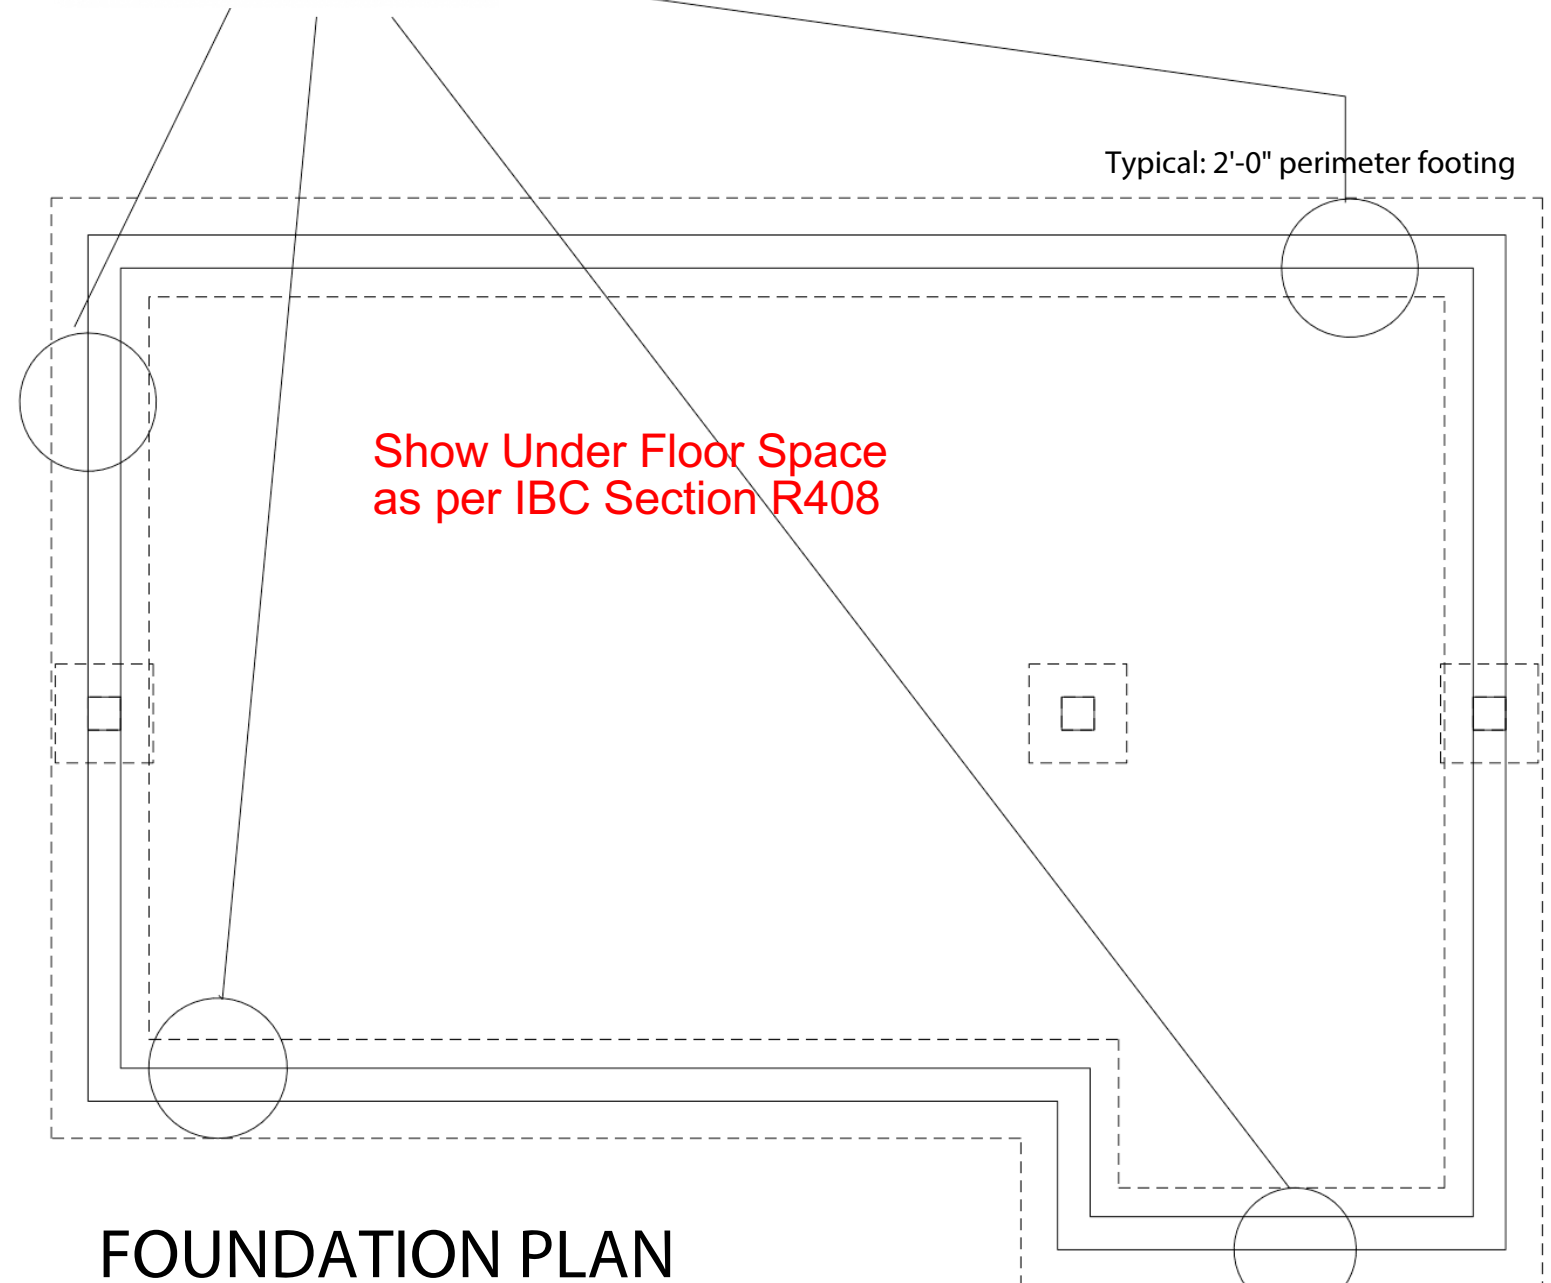 Typical: 2'-0" perimeter footing
Show Under Floor Space
as per IBC Section R408
FOUNDATION PLAN